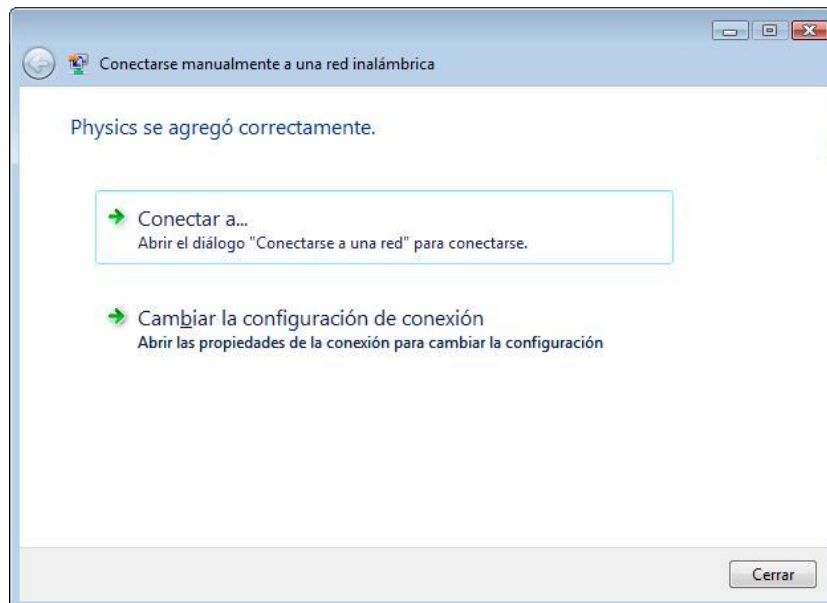 Conectarse manualmente a una red inalámbrica
Physics se agregó correctamente.
Conectar a...
Abrir el diálogo "Conectarse a una red" para conectarse.
Cambiar la configuración de conexión
Abrir las propiedades de la conexión para cambiar la configuración
Cerrar